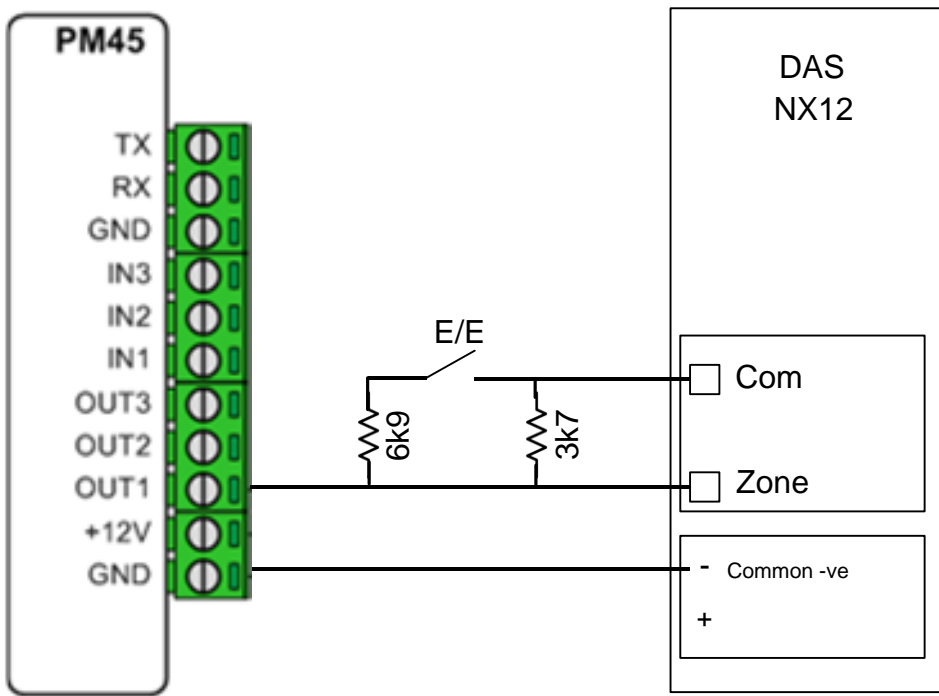 PM45
TX
RX
GND
IN3
IN2
IN1
OUT3
OUT2
OUT1
+12V
GND
E/E
6k9
3k7
DAS
NX12
Com
Zone
- Common -ve
+